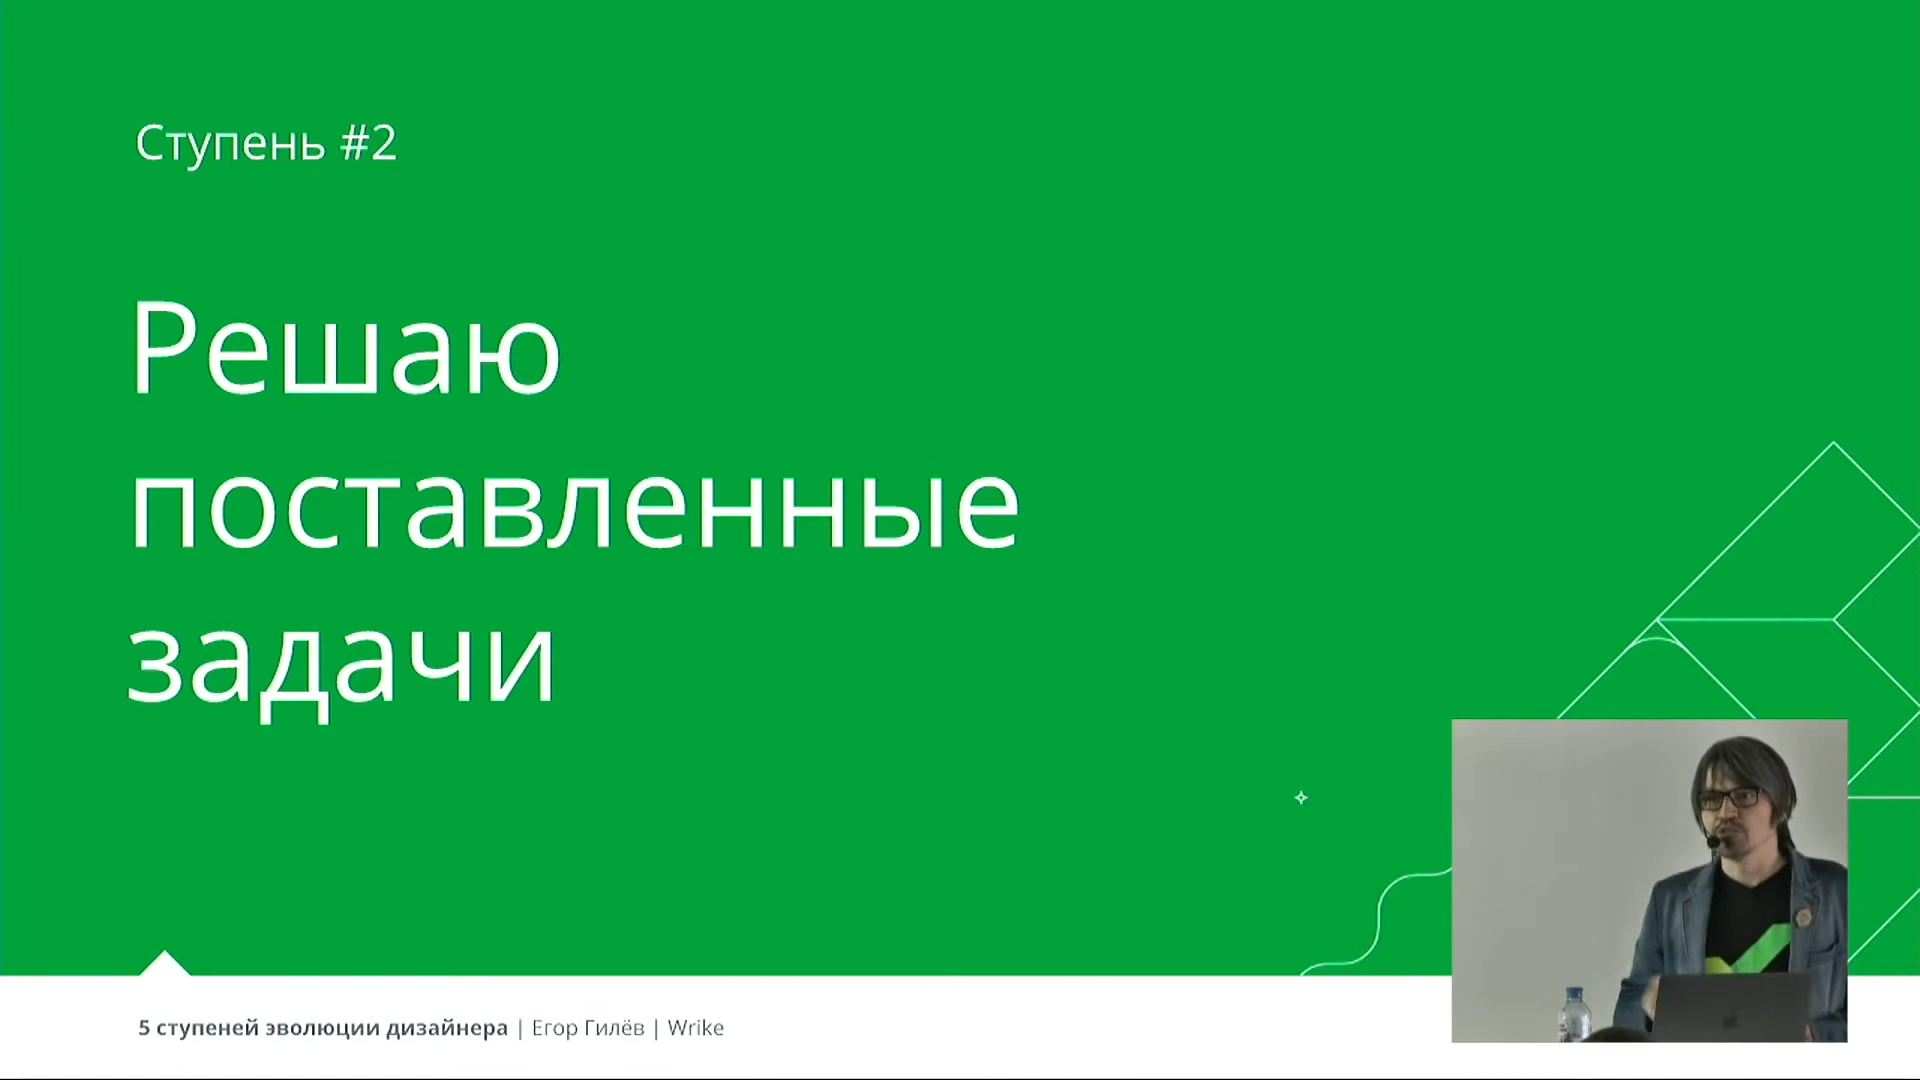 Ступень #2
Решаю
поставленные
задачи
5 ступеней эволюции дизайнера | Егор Гилёв | Wrike